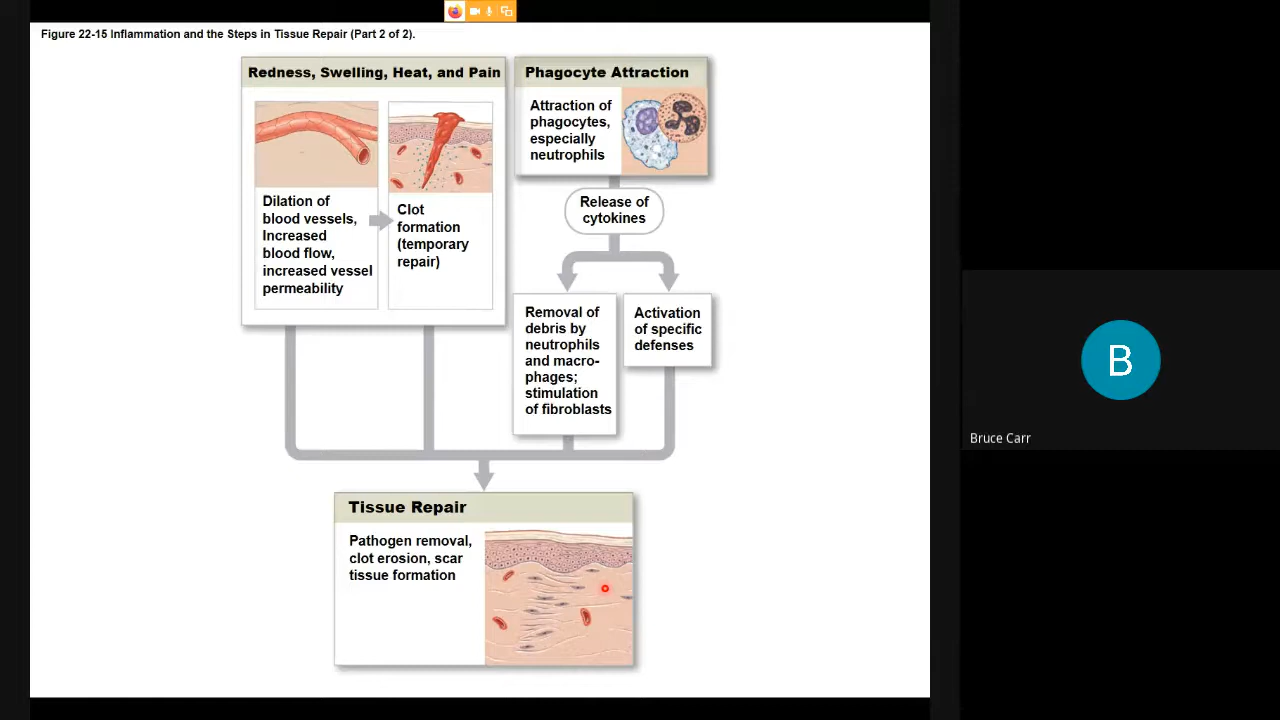 Figure 22-15 Inflammation and the Steps in Tissue Repair (Part 2 of 2).
Redness, Swelling, Heat, and Pain
Dilation of
blood vessels,
Increased
blood flow,
increased vessel
permeability
Clot
formation
(temporary
repair)
Phagocyte Attraction
Attraction of
phagocytes,
especially
neutrophils
Release of
cytokines
Removal of
debris by
neutrophils
and macro-
phages;
stimulation
of fibroblasts
Activation
of specific
defenses
Tissue Repair
Pathogen removal,
clot erosion, scar
tissue formation
B
Bruce Carr